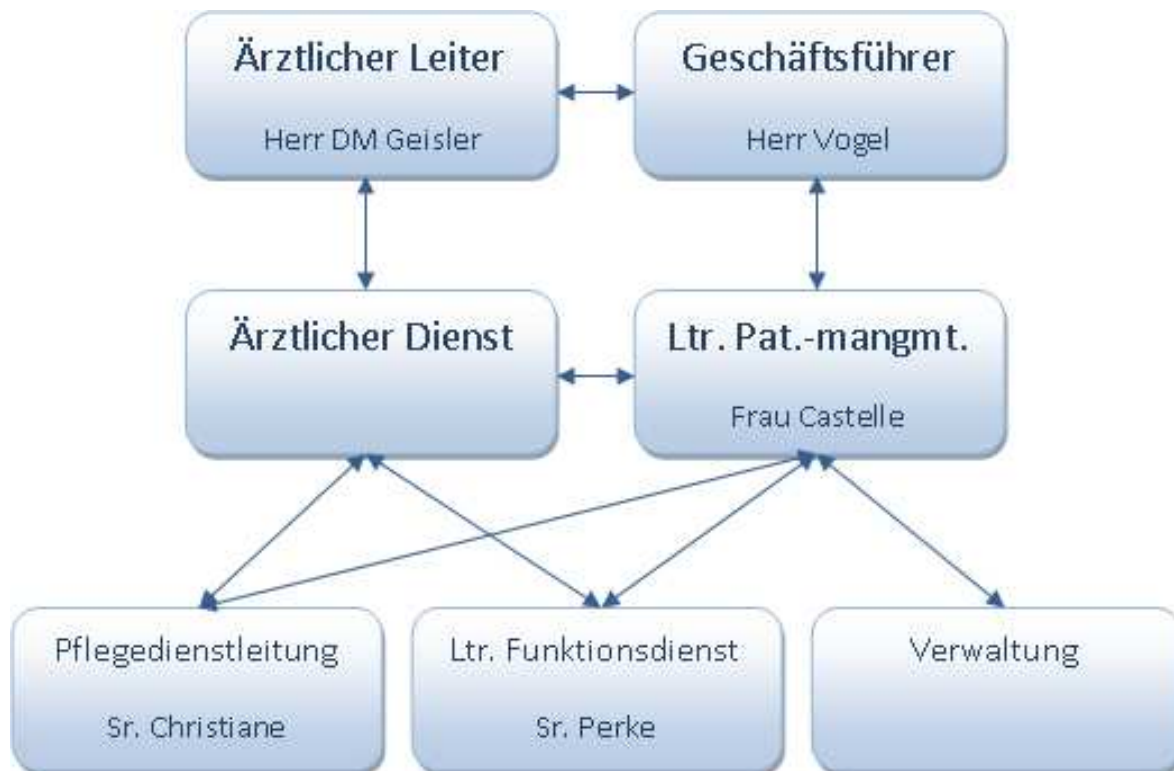 Ärztlicher Leiter
Herr DM Geisler
Geschäftsführer
Herr Vogel
Ärztlicher Dienst
Ltr. Pat.-mangmt.
Frau Castelle
Pflegedienstleitung
Sr. Christiane
Ltr. Funktionsdienst
Sr. Perke
Verwaltung